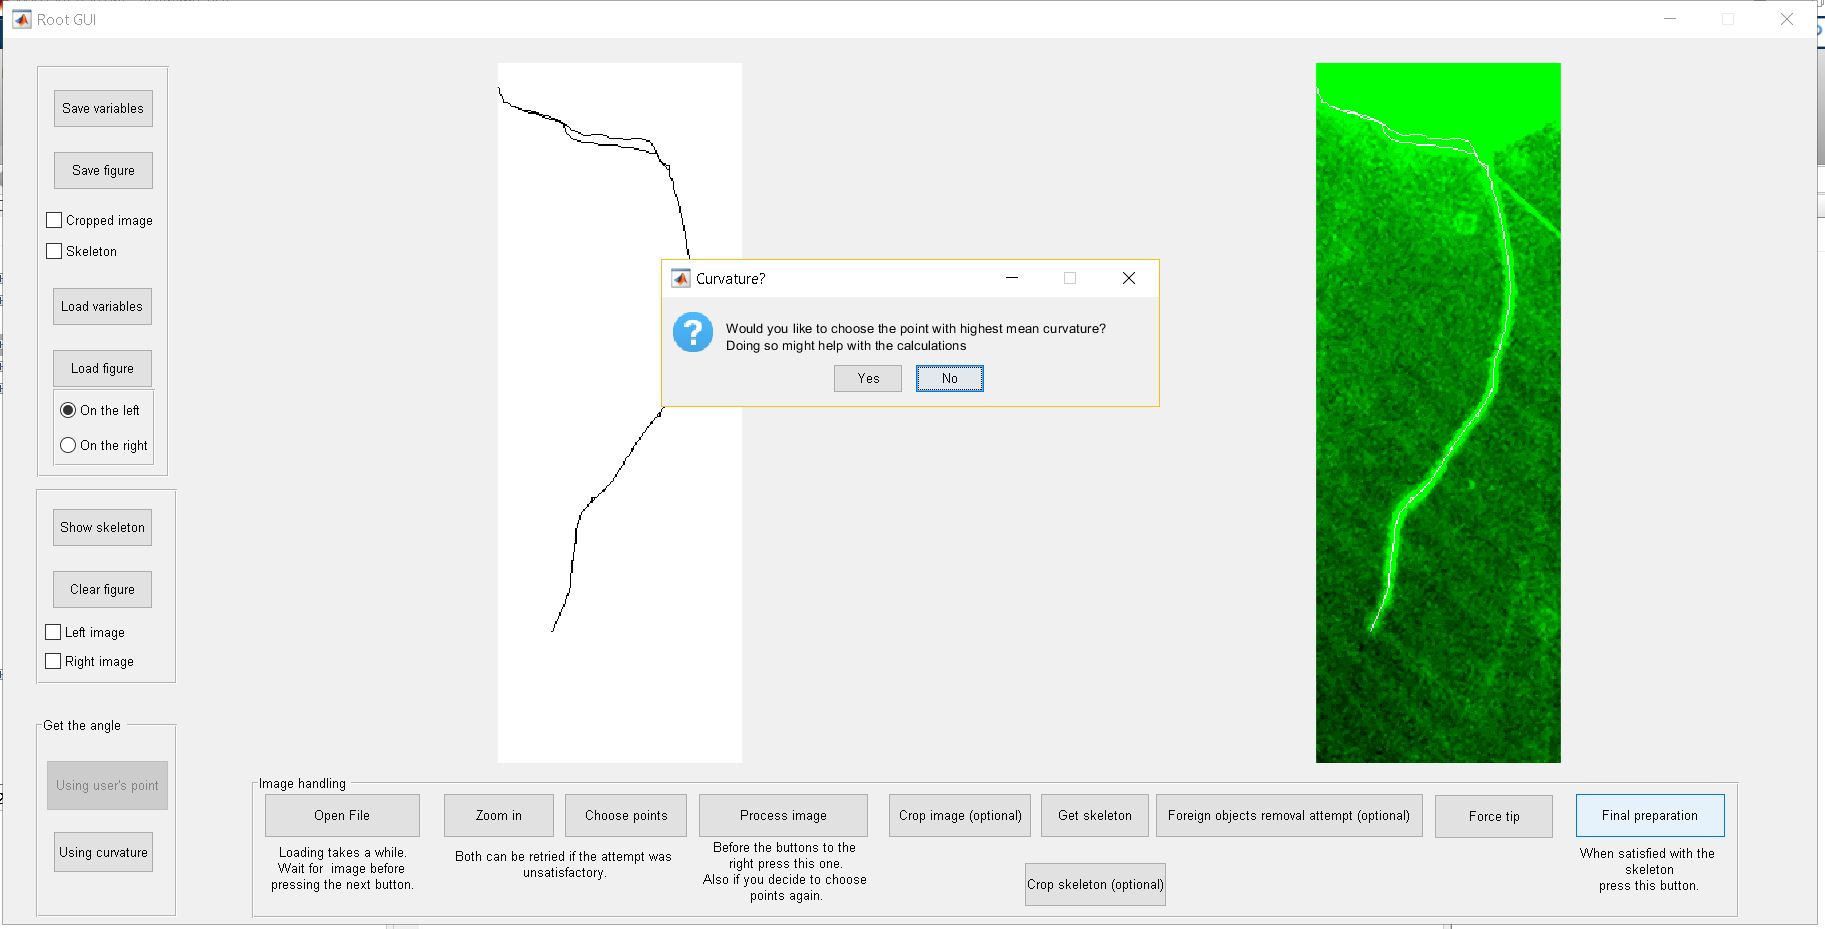 Root GUI
Save variables
Save figure
Cropped image
Skeleton
Load variables
Load figure
On the left
On the right
Show skeleton
Clear figure
Left image
Right image
Get the angle
Using user's point
Using curvature
Curvature?
Would you like to choose the point with highest mean curvature?
Doing so might help with the calculations
Yes
No
Image handling
Open File
Loading takes a while.
Wait for image before
pressing the next button.
Zoom in
Choose points
Both can be retried if the attempt was
unsatisfactory.
Process image
Before the buttons to the
right press this one.
Also if you decide to choose
points again.
Crop image (optional)
Get skeleton
Foreign objects removal attempt (optional)
Crop skeleton (optional)
Force tip
Final preparation
When satisfied with the
skeleton
press this button.